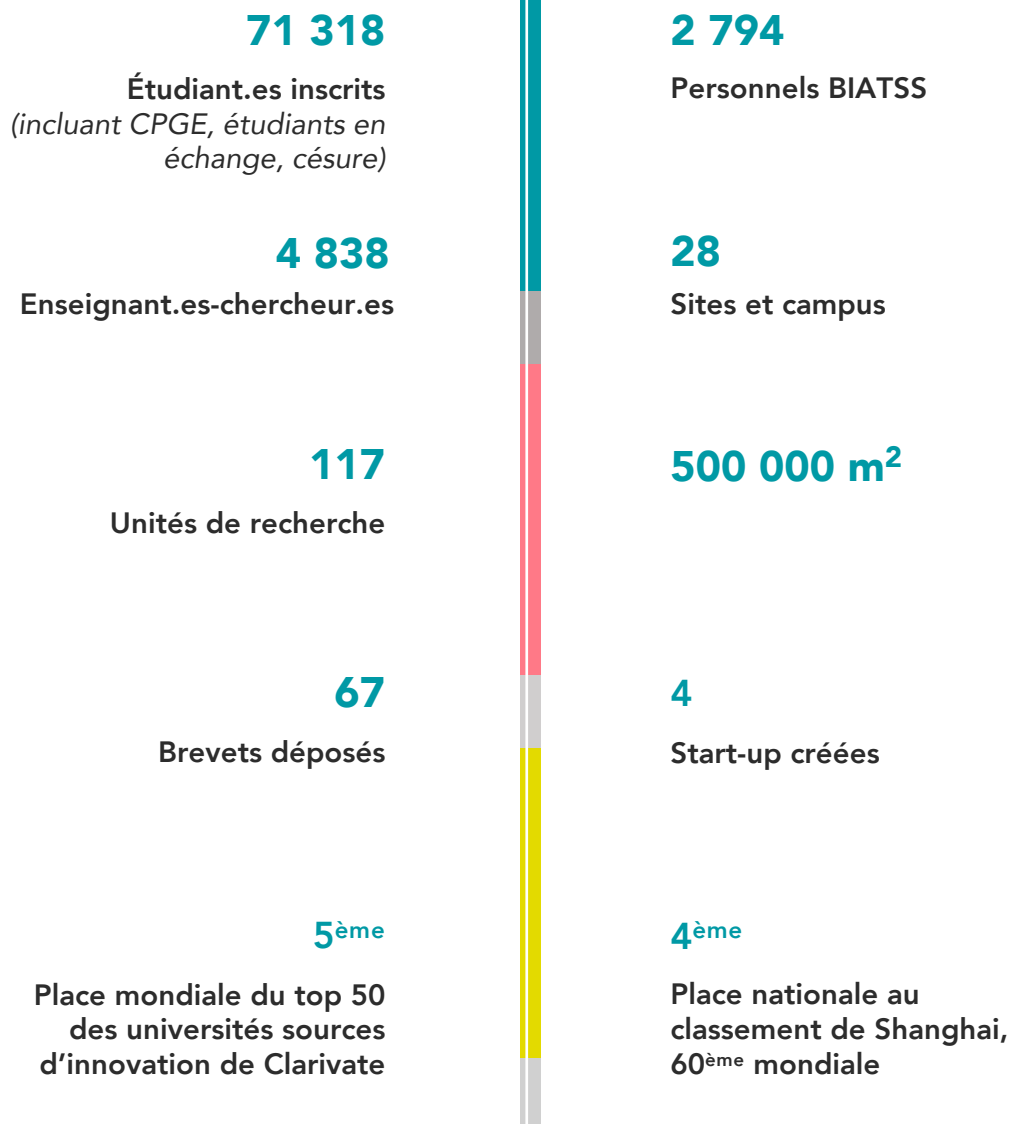 71 318
Étudiant.es inscrits
(incluant CPGE, étudiants en
échange, césure)
2 794
Personnels BIATSS
4 838
Enseignant.es-chercheur.es
28
Sites et campus
117
Unités de recherche
500 000 m²
67
Brevets déposés
4
Start-up créées
5ème
Place mondiale du top 50
des universités sources
d’innovation de Clarivate
4ème
Place nationale au
classement de Shanghai,
60ème mondiale